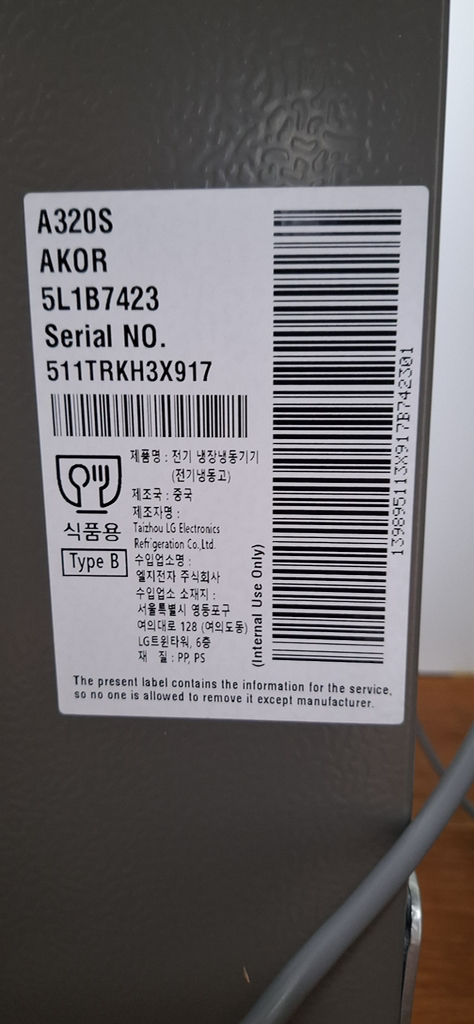 A320S
AKOR
5L1B7423
Serial NO.
511TRKH3X917
식품용
Type B
제품명 : 전기 냉장냉동기기
(전기냉동고)
제조국 : 중국
제조자명 :
Taizhou LG Electronics
Refrigeration Co.,Ltd.
수입업소명 :
엘지전자 주식회사
수입업소 소재지 :
서울특별시 영등포구
여의대로 128 (여의도동)
LG트윈타워, 6층
재 질 : PP, PS
(Internal Use Only)
139895113X917B742301
The present label contains the information for the service,
so no one is allowed to remove it except manufacturer.